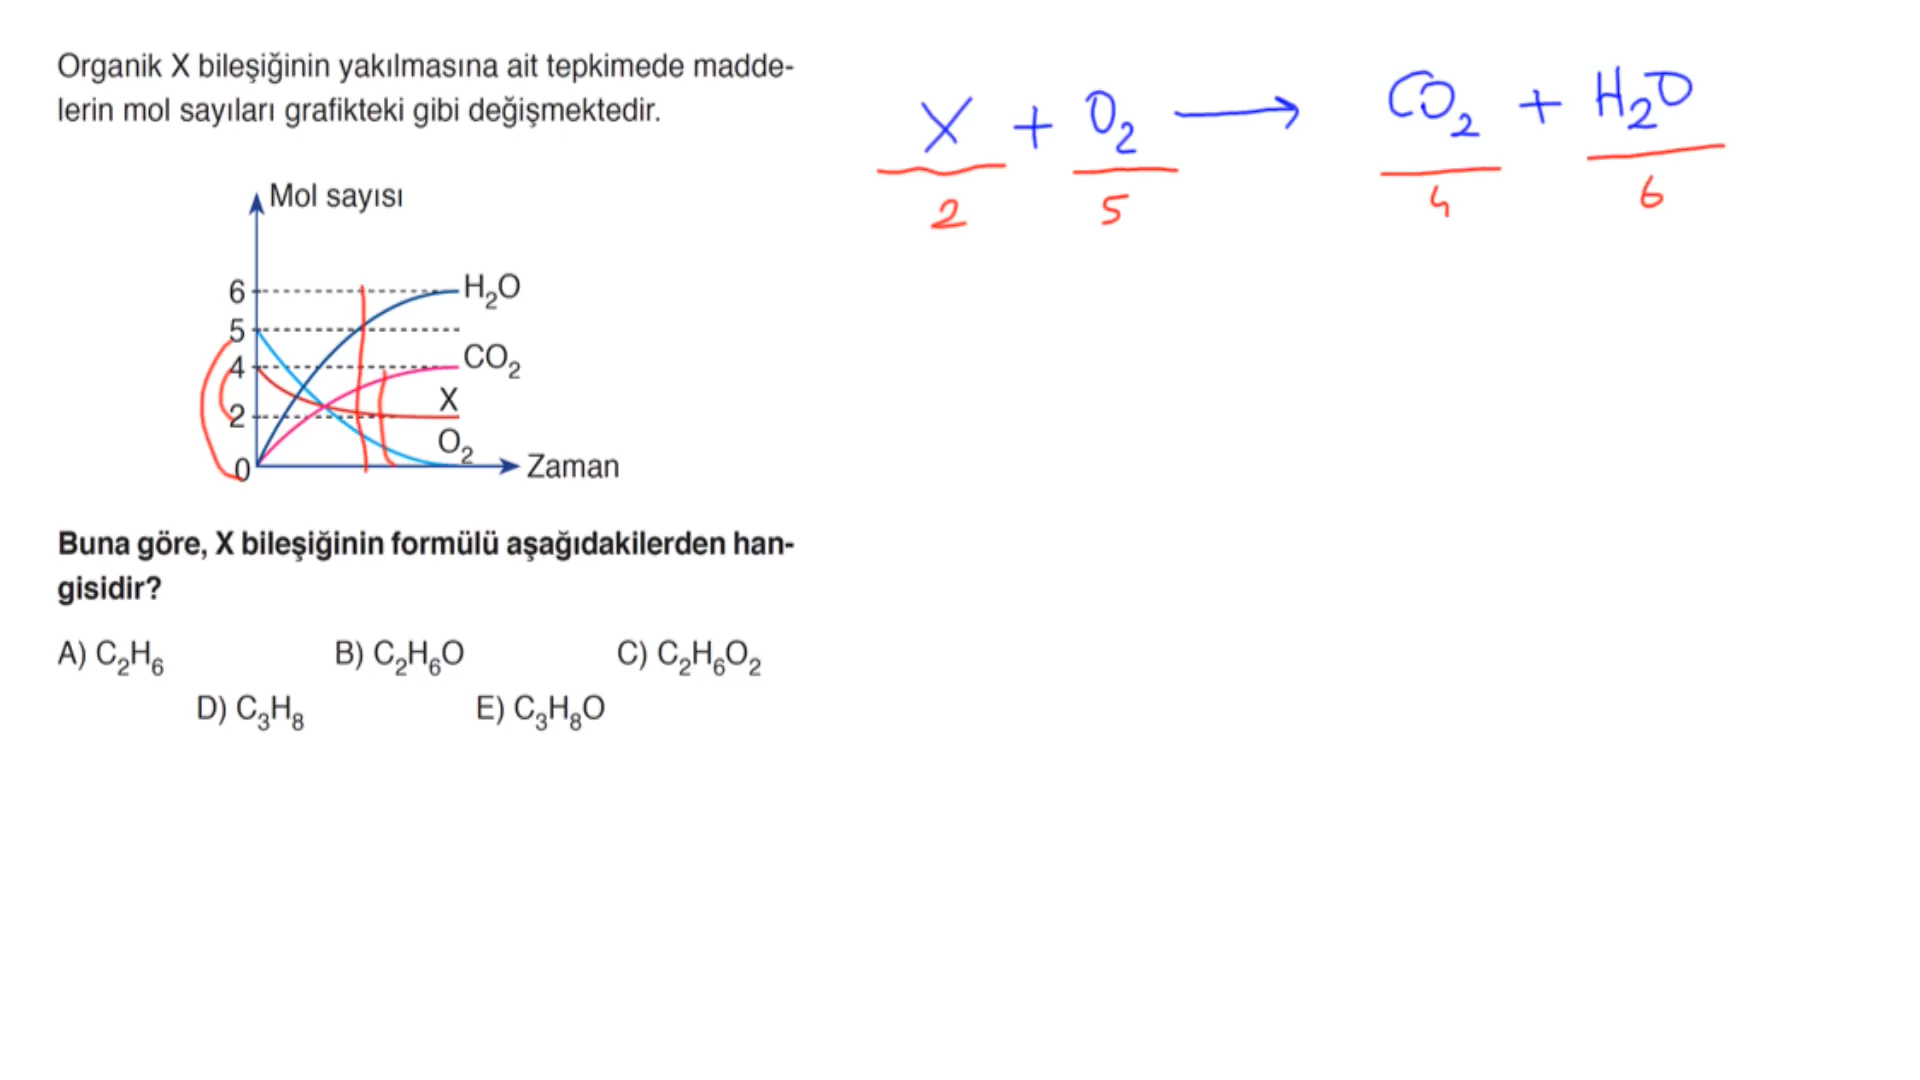 Organik X bileşiğinin yakılmasına ait tepkimede madde-
lerin mol sayıları grafikteki gibi değişmektedir.
Mol sayısı
6
5
4
2
0
H₂O
CO₂
X
O₂
Zaman
Buna göre, X bileşiğinin formülü aşağıdakilerden han-
gisidir?
A) C₂H₆ B) C₂H₆O C) C₂H₆O₂
D) C₃H₈ E) C₃H₈O
X + O₂ → CO₂ + H₂O
2 5 4 6